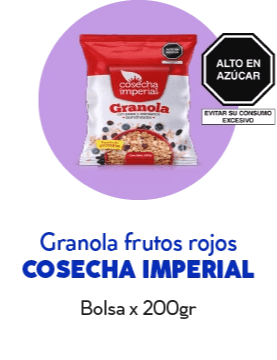 ALTO EN
AZÚCAR
EVITAR SU CONSUMO
EXCESIVO
cosecha
imperial
Granola
Granola frutos rojos
COSECHA IMPERIAL
Bolsa x 200gr